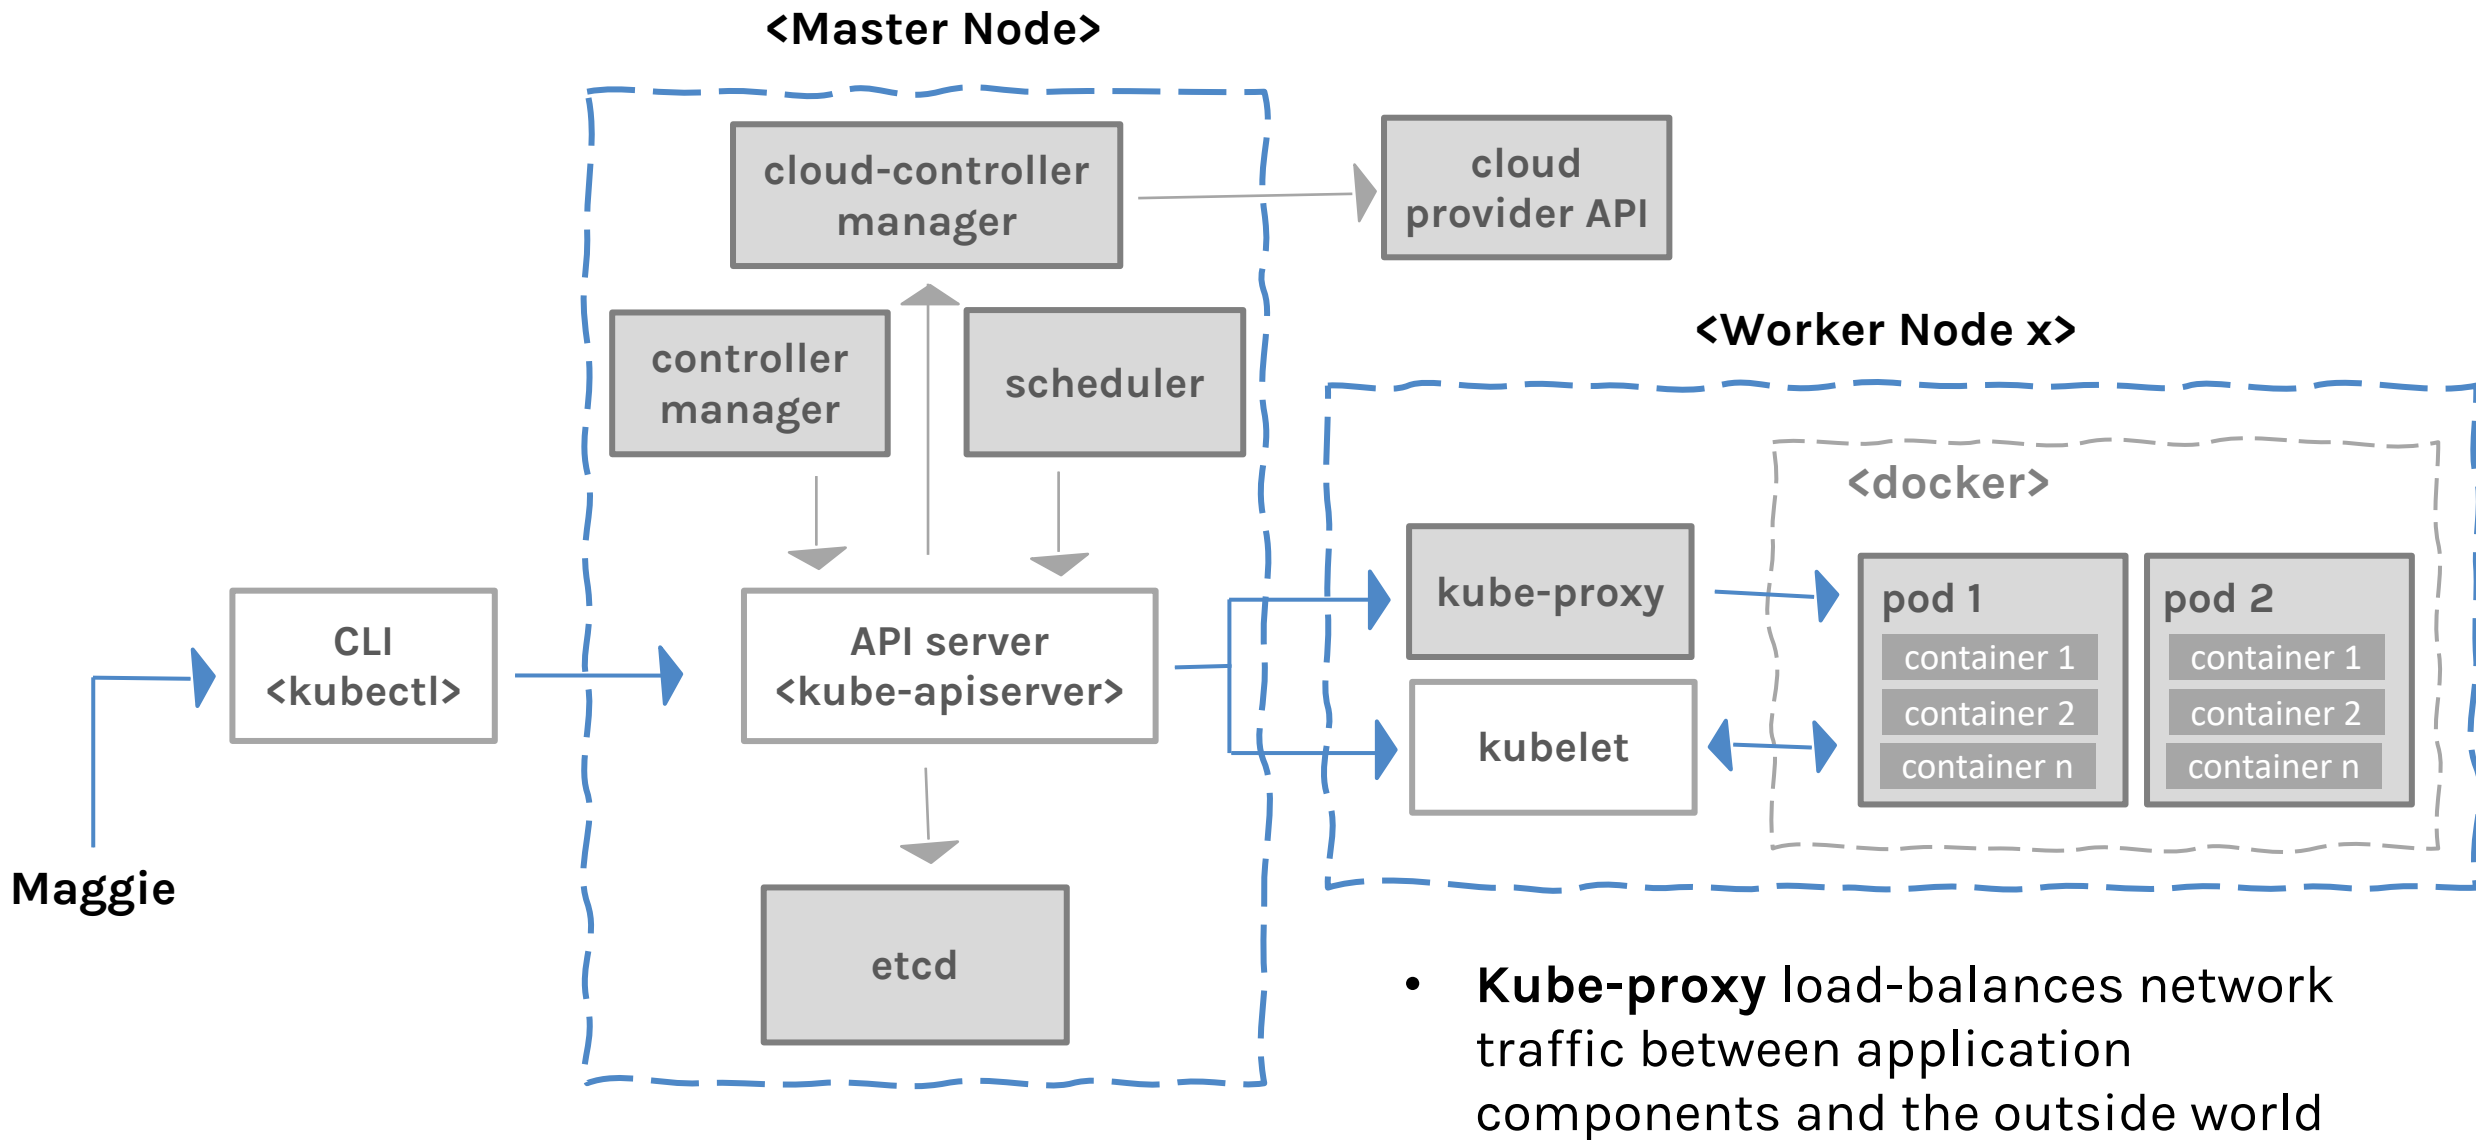 <Master Node>
cloud-controller
manager
cloud
provider API
controller
manager
scheduler
<Worker Node x>
<docker>
kube-proxy
pod 1
container 1
container 2
container n
pod 2
container 1
container 2
container n
CLI
<kubectl>
API server
<kube-apiserver>
kubelet
Maggie
etcd
• Kube-proxy load-balances network
traffic between application
components and the outside world